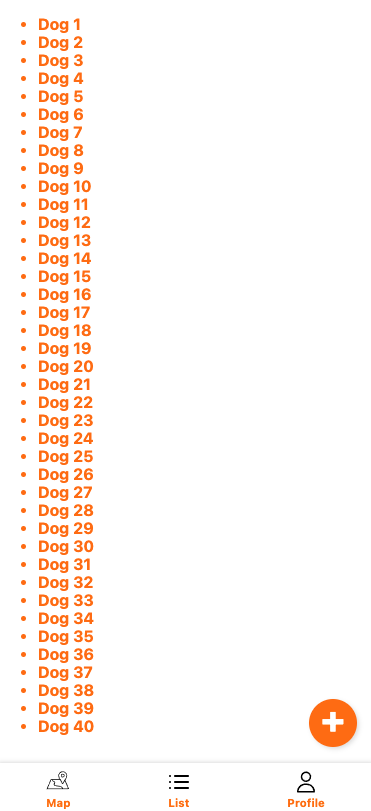 Dog 1
Dog 2
Dog 3
Dog 4
Dog 5
Dog 6
Dog 7
Dog 8
Dog 9
Dog 10
Dog 11
Dog 12
Dog 13
Dog 14
Dog 15
Dog 16
Dog 17
Dog 18
Dog 19
Dog 20
Dog 21
Dog 22
Dog 23
Dog 24
Dog 25
Dog 26
Dog 27
Dog 28
Dog 29
Dog 30
Dog 31
Dog 32
Dog 33
Dog 34
Dog 35
Dog 36
Dog 37
Dog 38
Dog 39
Dog 40
Map List Profile